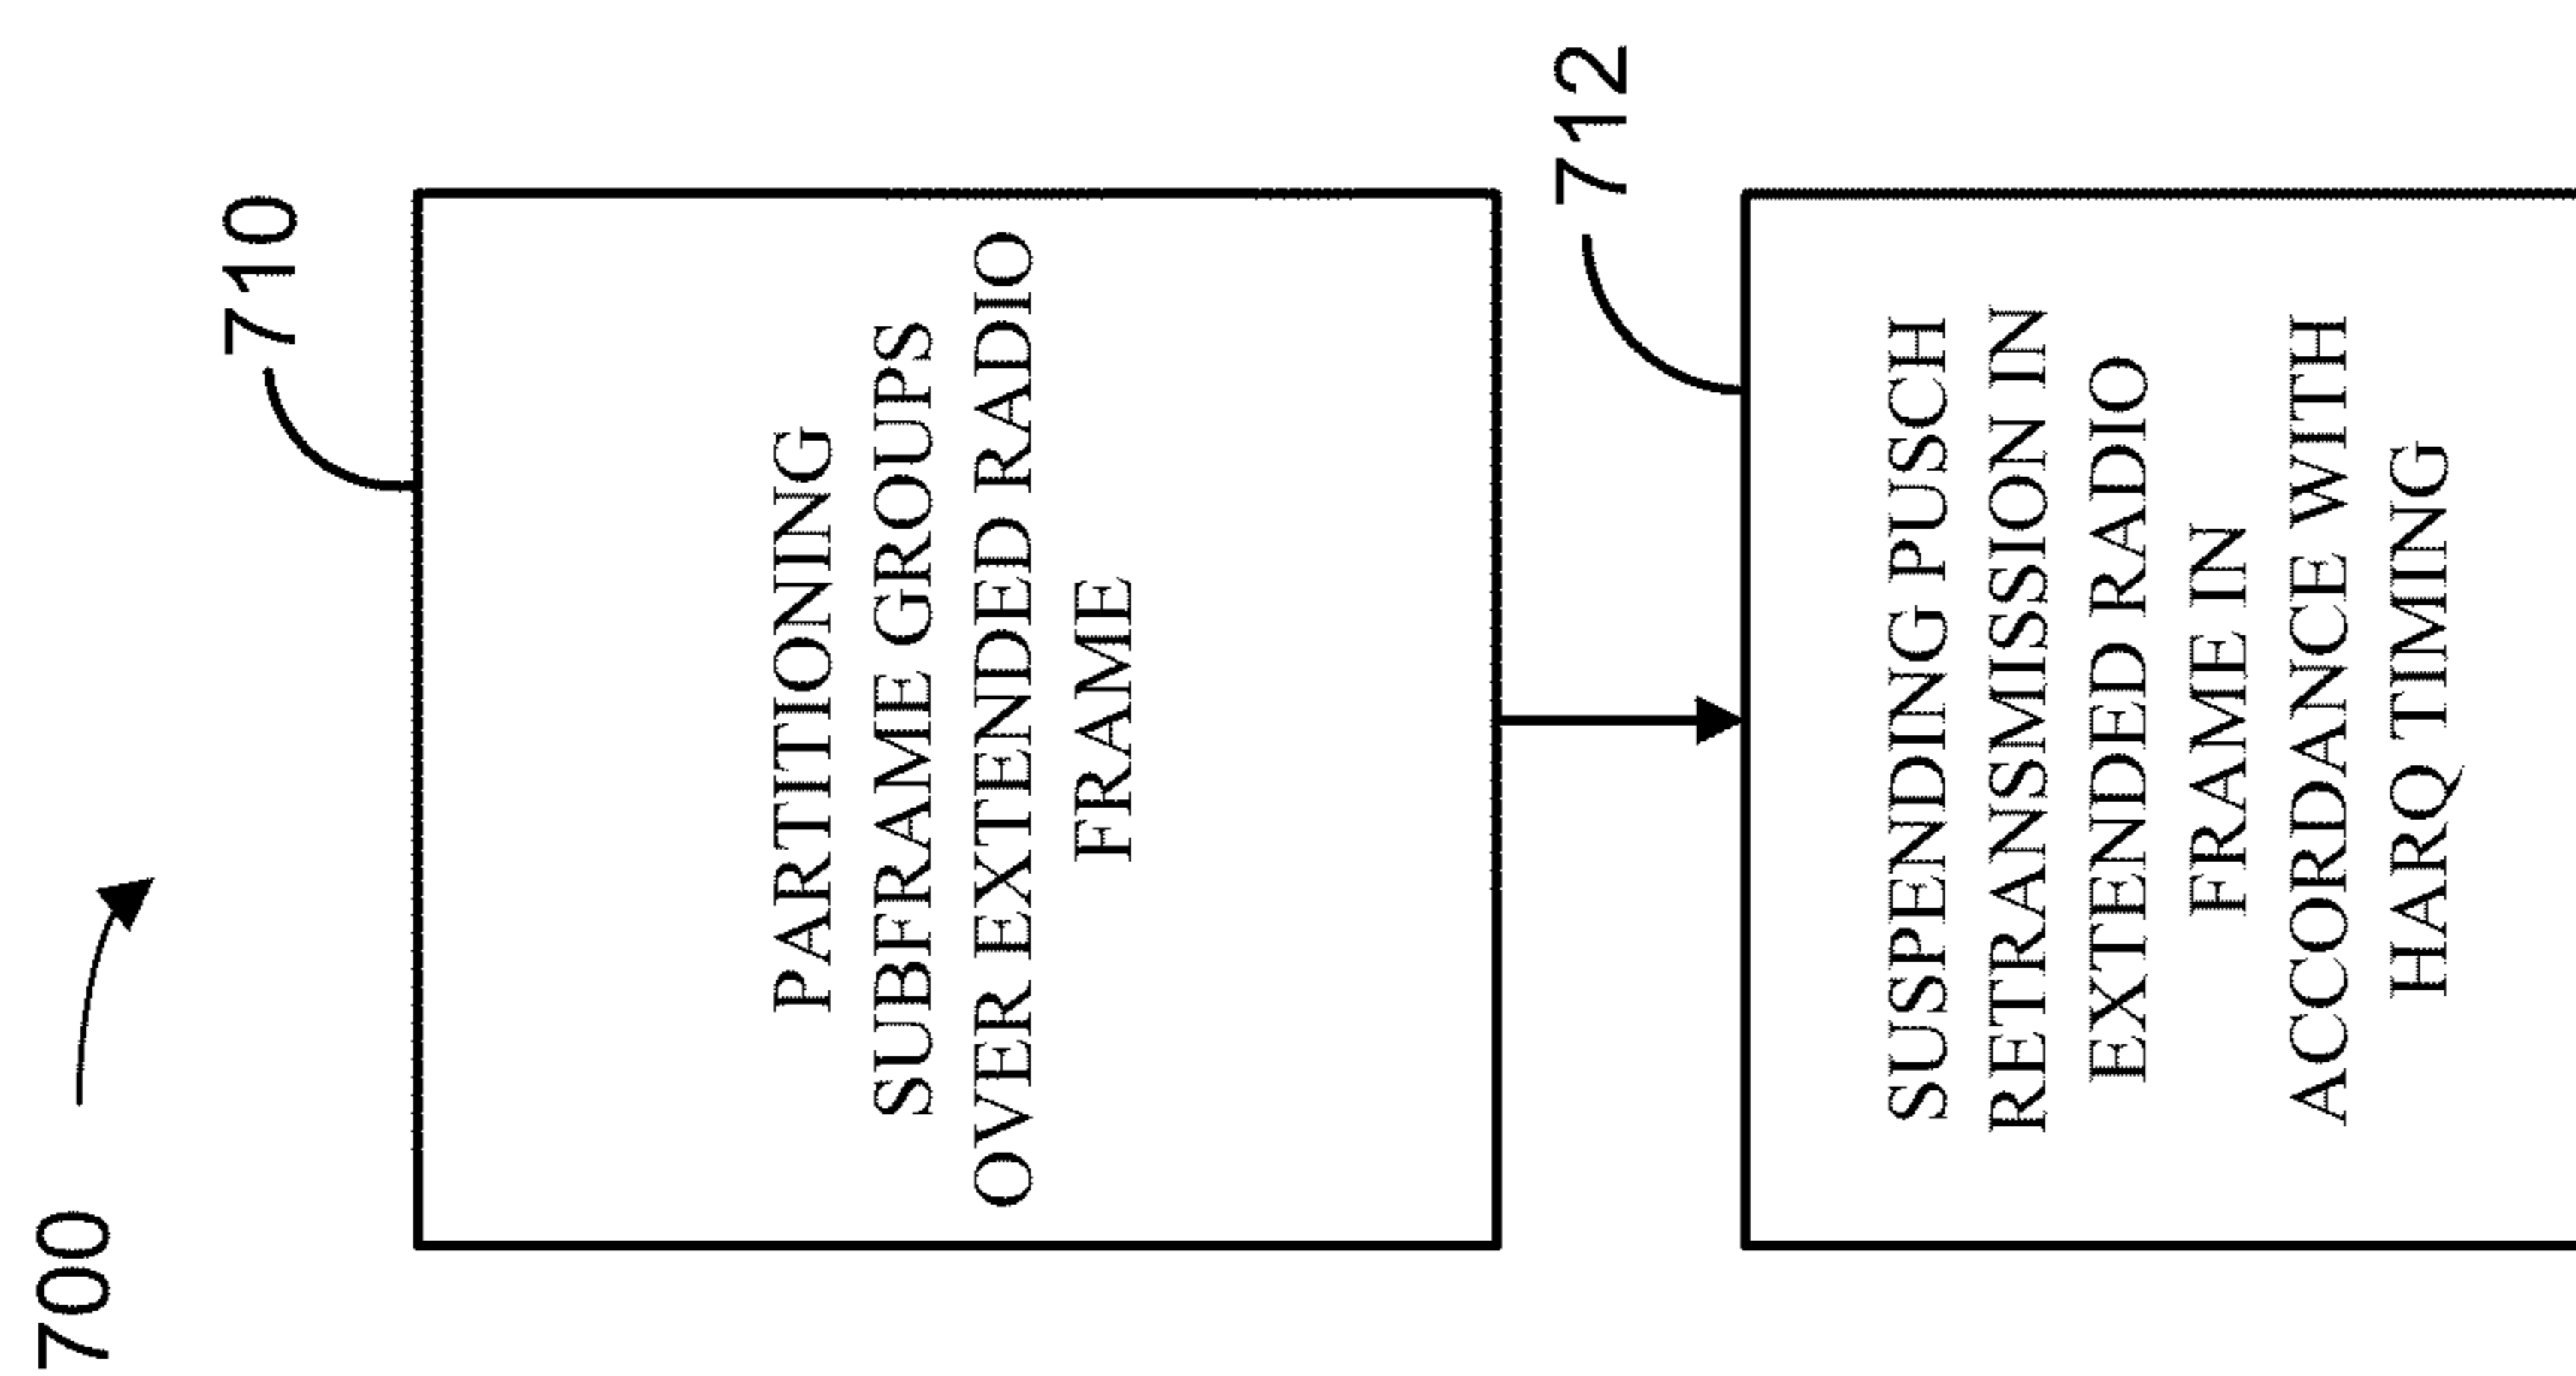 700
710
PARTITIONING
SUBFRAME GROUPS
OVER EXTENDED RADIO
FRAME
712
SUSPENDING PUSCH
RETRANSMISSION IN
EXTENDED RADIO
FRAME IN
ACCORDANCE WITH
HARQ TIMING